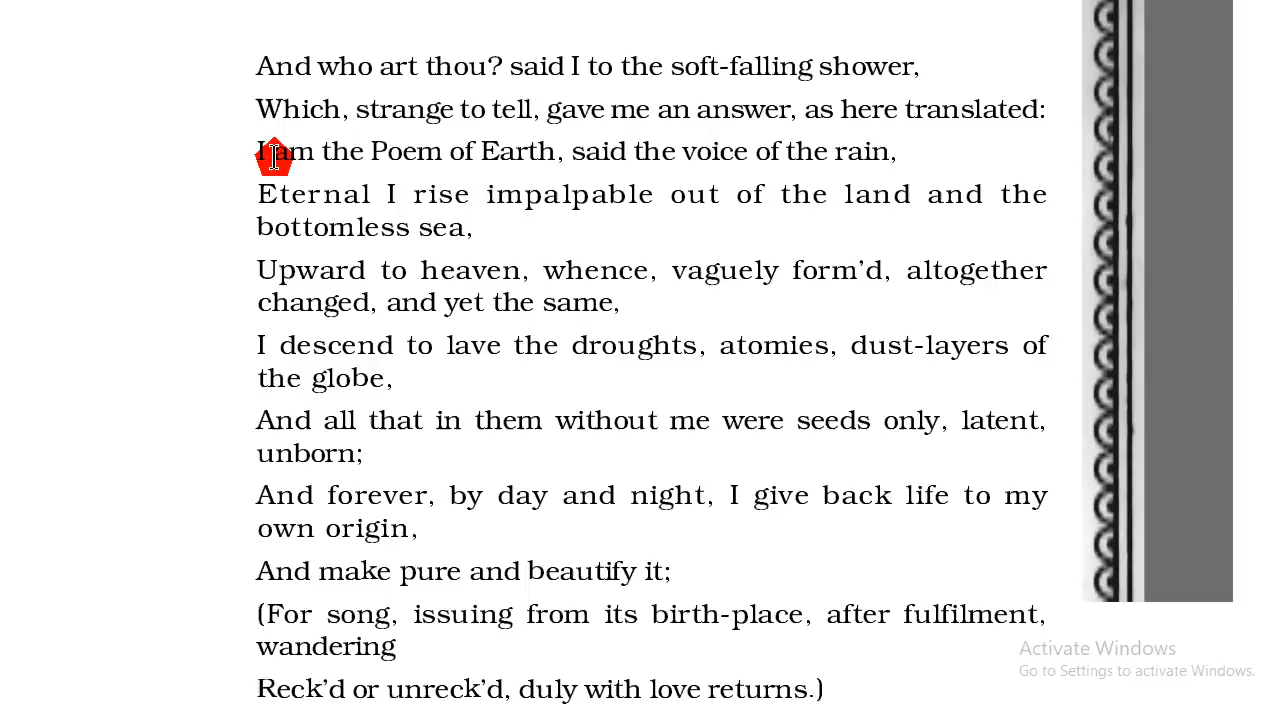 And who art thou? said I to the soft-falling shower,
Which, strange to tell, gave me an answer, as here translated:
I am the Poem of Earth, said the voice of the rain,
Eternal I rise impalpable out of the land and the
bottomless sea,
Upward to heaven, whence, vaguely form’d, altogether
changed, and yet the same,
I descend to lave the droughts, atomies, dust-layers of
the globe,
And all that in them without me were seeds only, latent,
unborn;
And forever, by day and night, I give back life to my
own origin,
And make pure and beautify it;
(For song, issuing from its birth-place, after fulfilment,
wandering
Reck’d or unreck’d, duly with love returns.)
Activate Windows
Go to Settings to activate Windows.